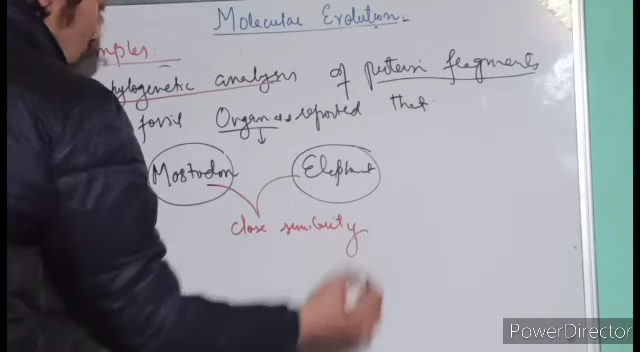 Molecular Evolution
mples:
hylogenetic analysis of protein fragments
fossil Organ as reported that
Mastodon Elephant
close similarity
PowerDirector